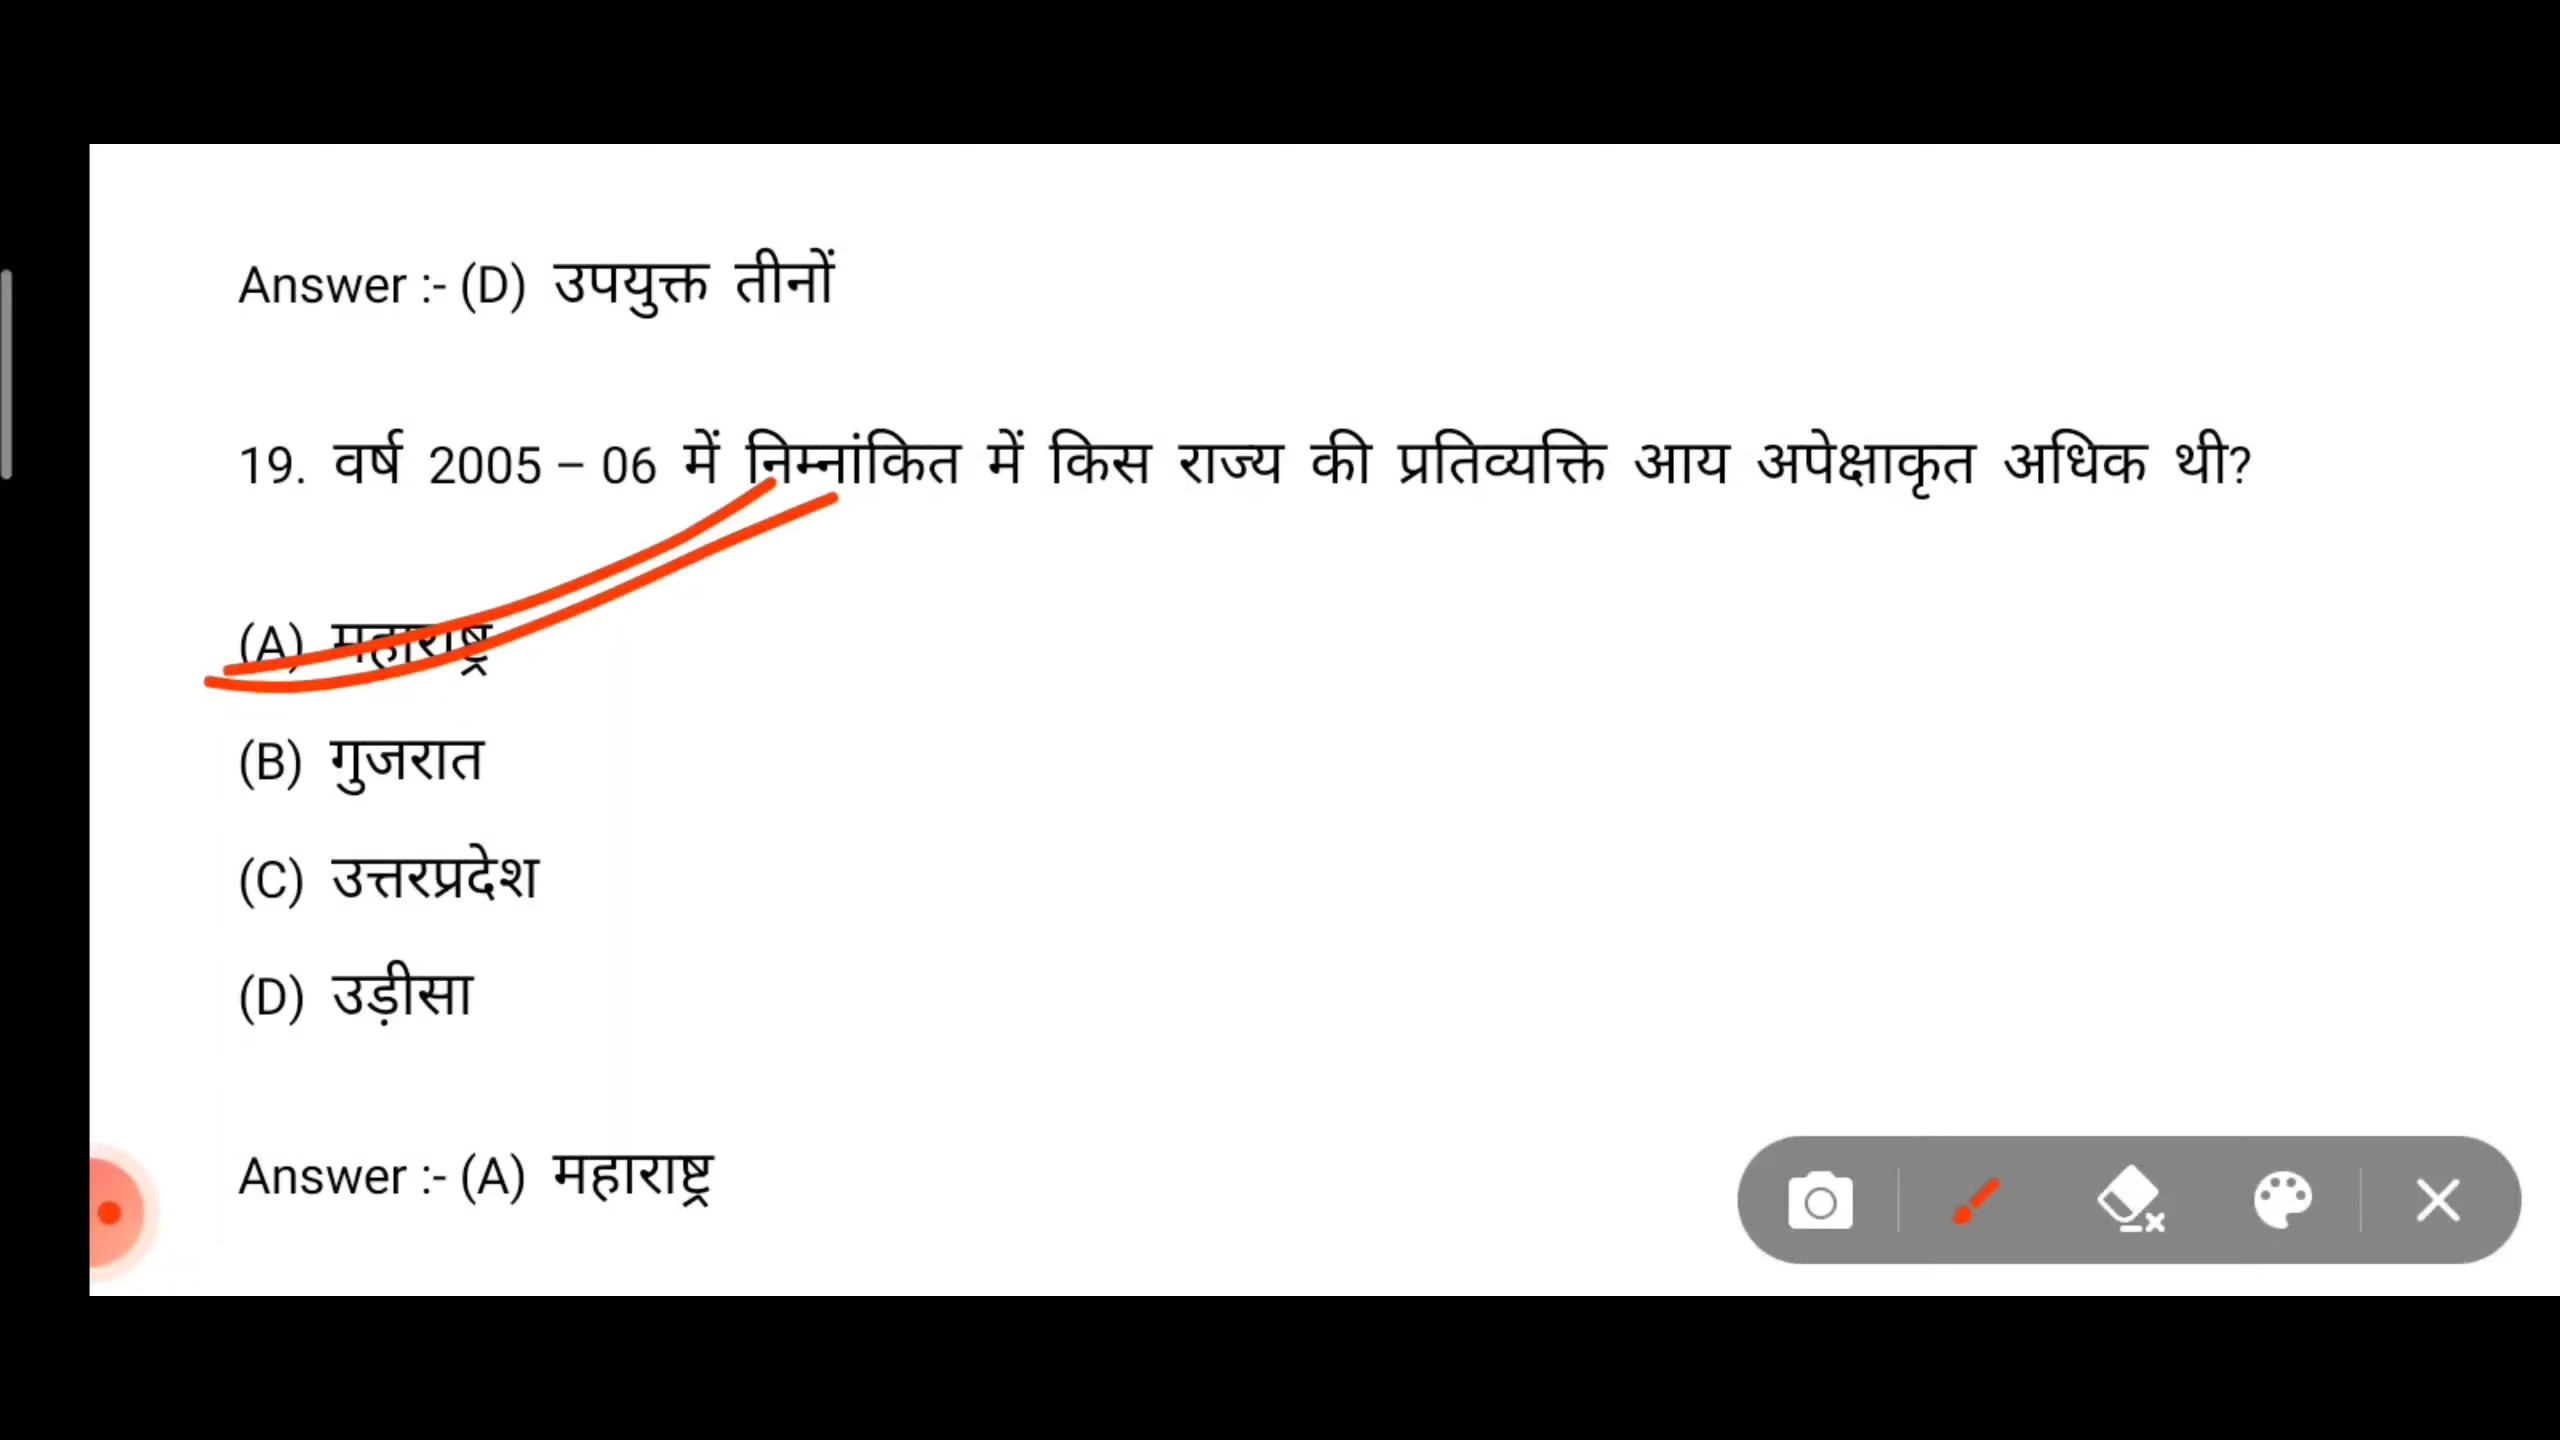 Answer :- (D) उपयुक्त तीनों
19. वर्ष 2005 – 06 में निम्नांकित में किस राज्य की प्रतिव्यक्ति आय अपेक्षाकृत अधिक थी?
(A) महाराष्ट्र
(B) गुजरात
(C) उत्तरप्रदेश
(D) उड़ीसा
Answer :- (A) महाराष्ट्र